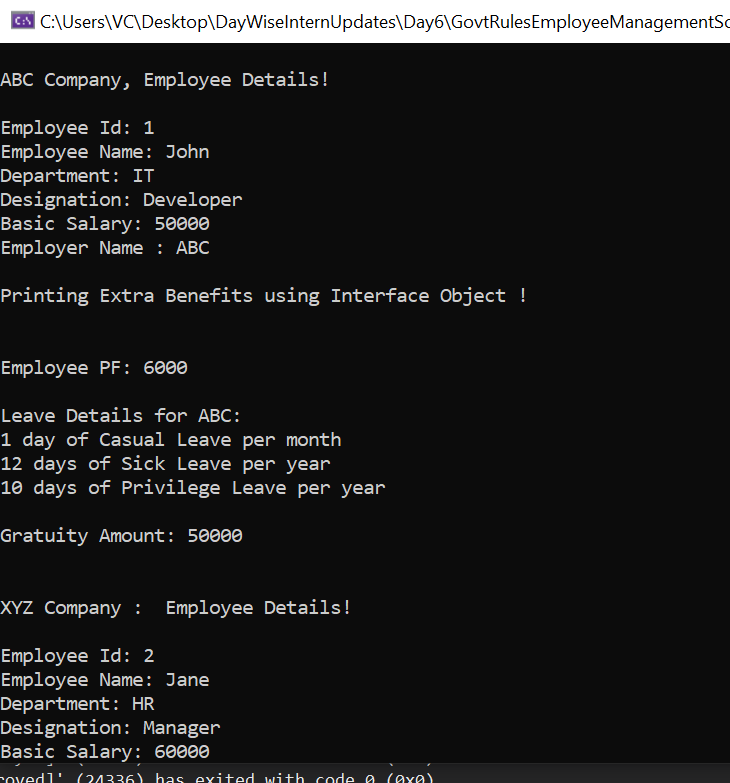 C:\Users\VC\Desktop\DayWiseInternUpdates\Day6\GovtRulesEmployeeManagementSo
ABC Company, Employee Details!
Employee Id: 1
Employee Name: John
Department: IT
Designation: Developer
Basic Salary: 50000
Employer Name : ABC
Printing Extra Benefits using Interface Object !
Employee PF: 6000
Leave Details for ABC:
1 day of Casual Leave per month
12 days of Sick Leave per year
10 days of Privilege Leave per year
Gratuity Amount: 50000
XYZ Company :  Employee Details!
Employee Id: 2
Employee Name: Jane
Department: HR
Designation: Manager
Basic Salary: 60000
(24336) has exited with code 0 (0x0)